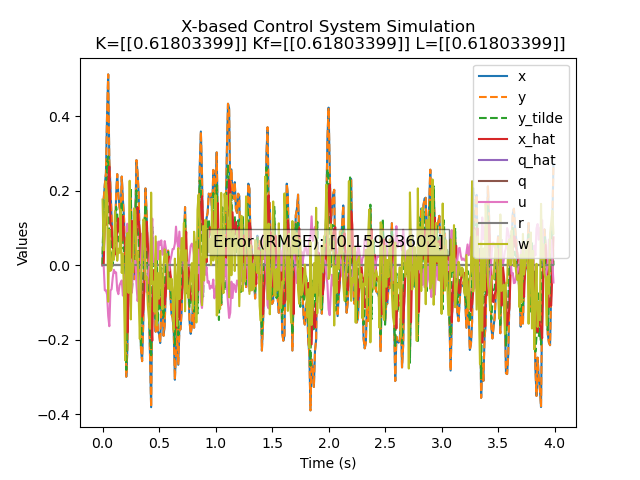 X-based Control System Simulation
K=[[0.61803399]] Kf=[[0.61803399]] L=[[0.61803399]]
x
y
y_tilde
x_hat
q_hat
q
u
r
w
Error (RMSE): [0.15993602]
Values
0.4
0.2
0.0
−0.2
−0.4
0.0 0.5 1.0 1.5 2.0 2.5 3.0 3.5 4.0
Time (s)